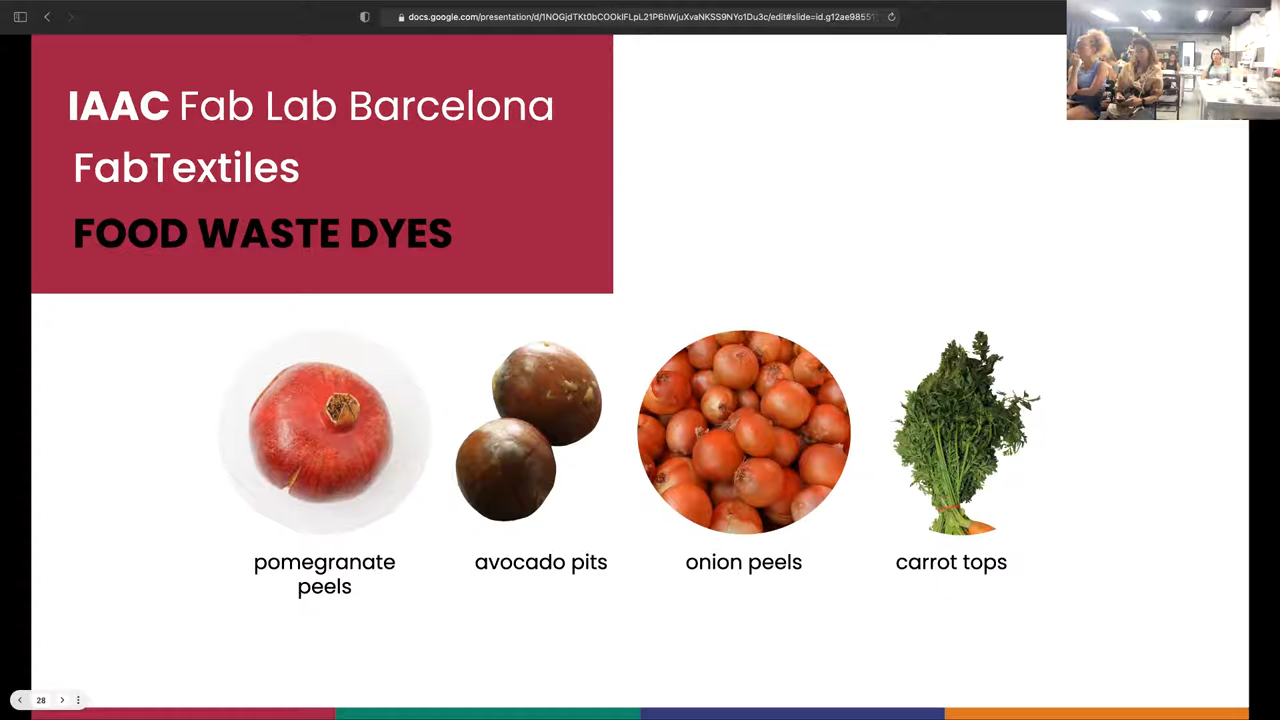 docs.google.com/presentation/d/1NOGjdTKt0bCOOkIFLpL21P6hWjuXvaNKSS9NYo1Du3c/edit#slide=id.g12ae98551
IAAC Fab Lab Barcelona
FabTextiles
FOOD WASTE DYES
pomegranate
peels
avocado pits
onion peels
carrot tops
28